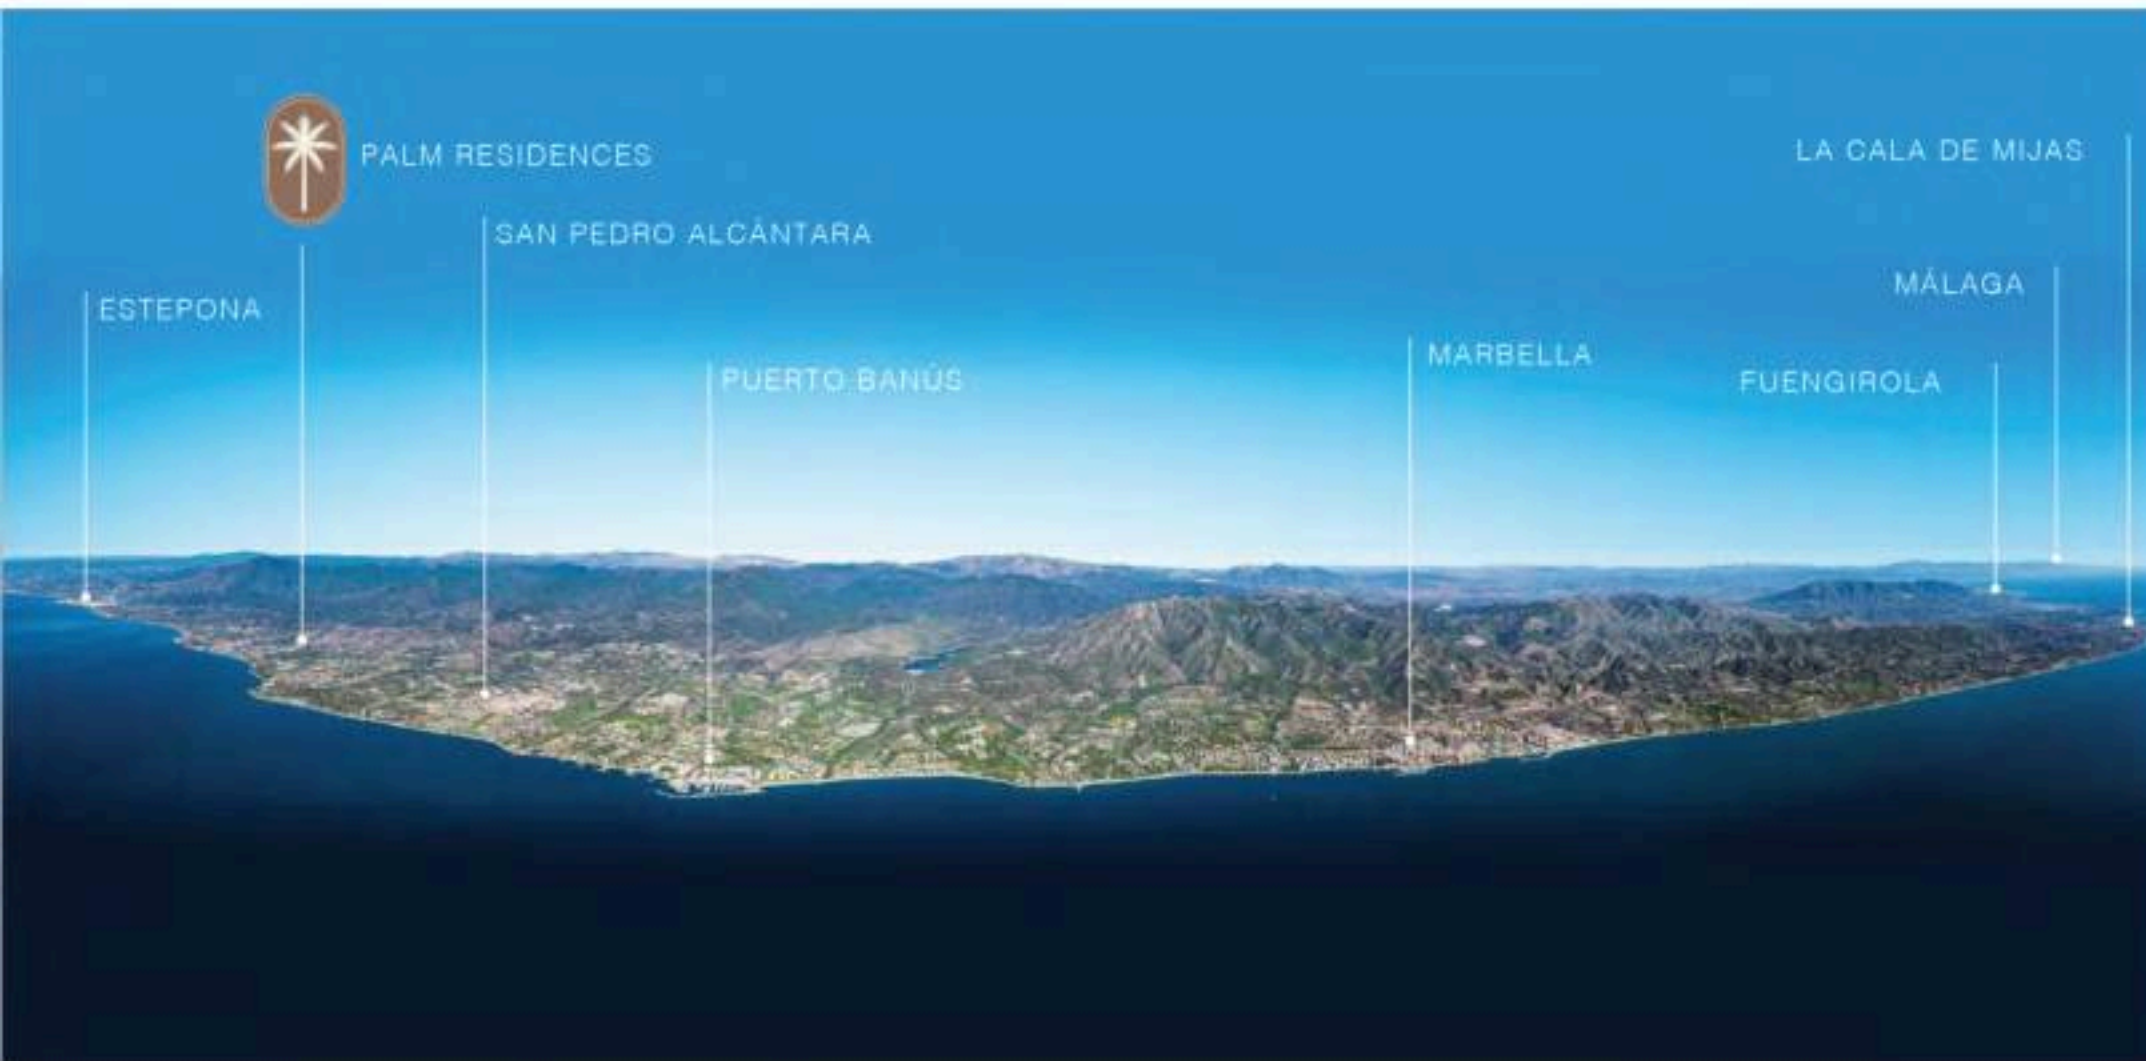 PALM RESIDENCES
LA CALA DE MIJAS
SAN PEDRO ALCÁNTARA
MÁLAGA
ESTEPONA
MARBELLA
PUERTO BANÚS
FUENGIROLA